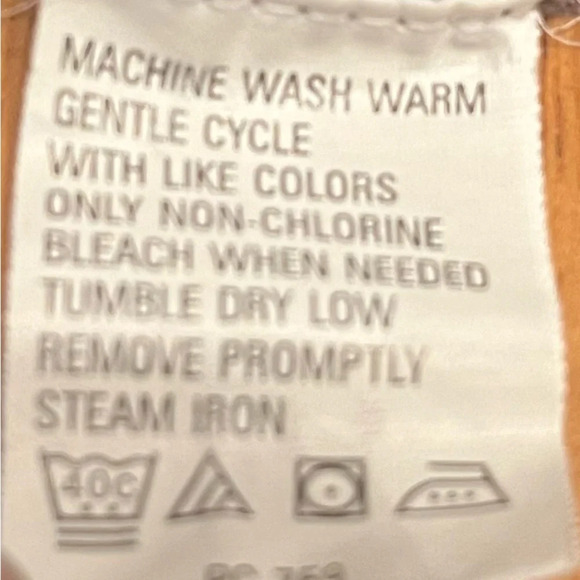 MACHINE WASH WARM
GENTLE CYCLE
WITH LIKE COLORS
ONLY NON-CHLORINE
BLEACH WHEN NEEDED
TUMBLE DRY LOW
REMOVE PROMPTLY
STEAM IRON
40C